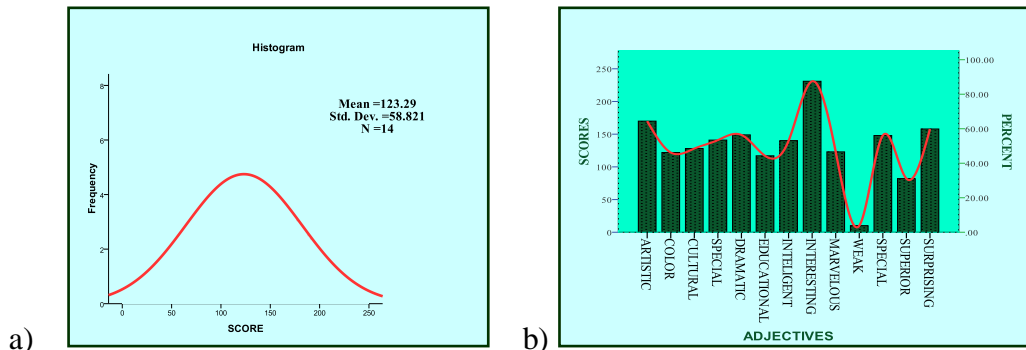 Histogram
Mean =123.29
Std. Dev. =58.821
N =14
Frequency
8
6
4
2
0
0 50 100 150 200 250
SCORE
a)
SCORES
250
200
150
100
50
0
PERCENT
100.00
80.00
60.00
40.00
20.00
.00
ARTISTIC
COLOR
CULTURAL
SPECIAL
DRAMATIC
EDUCATIONAL
INTELIGENT
INTERESTING
MARVELOUS
WEAK
SPECIAL
SUPERIOR
SURPRISING
ADJECTIVES
b)